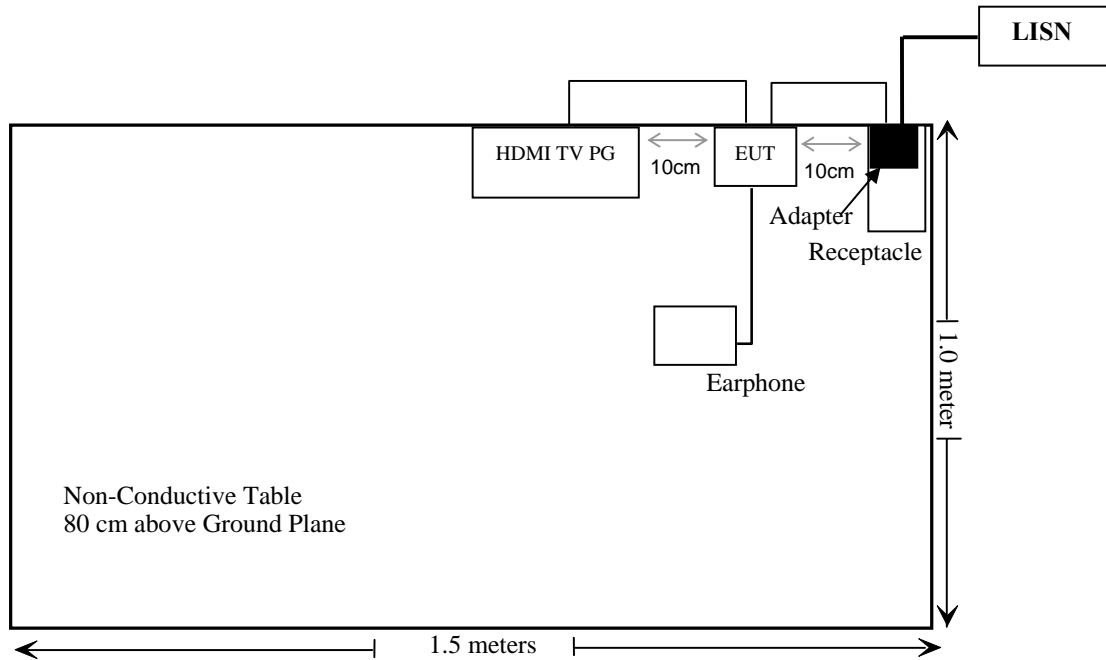 LISN
HDMI TV PG
10cm
EUT
10cm
Adapter
Receptacle
Earphone
1.0 meter
Non-Conductive Table
80 cm above Ground Plane
1.5 meters